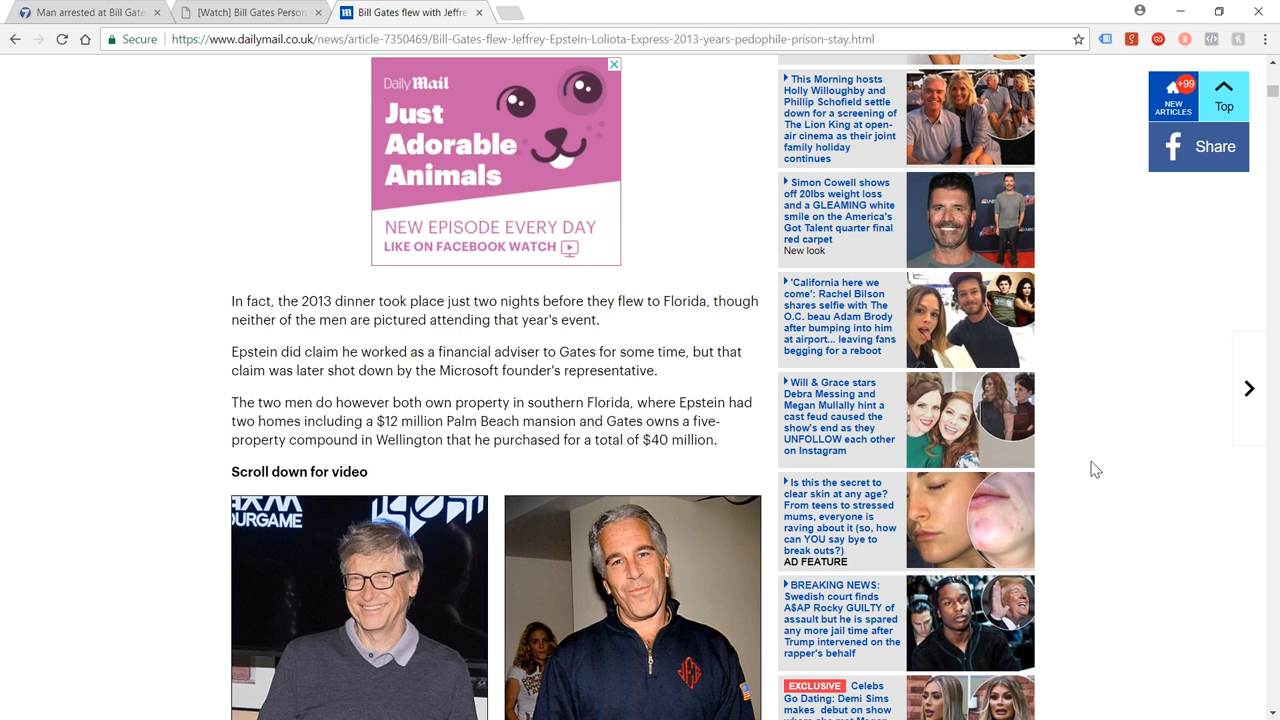 Man arrested at Bill Gate
[Watch] Bill Gates Person
Bill Gates flew with Jeffre
Secure
https://www.dailymail.co.uk/news/article-7350469/Bill-Gates-flew-Jeffrey-Epstein-Loliota-Express-2013-years-pedophile-prison-stay.html
Daily Mail
Just
Adorable
Animals
NEW EPISODE EVERY DAY
LIKE ON FACEBOOK WATCH
In fact, the 2013 dinner took place just two nights before they flew to Florida, though
neither of the men are pictured attending that year's event.
Epstein did claim he worked as a financial adviser to Gates for some time, but that
claim was later shot down by the Microsoft founder's representative.
The two men do however both own property in southern Florida, where Epstein had
two homes including a $12 million Palm Beach mansion and Gates owns a five-
property compound in Wellington that he purchased for a total of $40 million.
Scroll down for video
OURGAME
This Morning hosts
Holly Willoughby and
Phillip Schofield settle
down for a screening of
The Lion King at open-
air cinema as their joint
family holiday
continues
Simon Cowell shows
off 20lbs weight loss
and a GLEAMING white
smile on the America's
Got Talent quarter final
red carpet
New look
'California here we
come': Rachel Bilson
shares selfie with The
O.C. beau Adam Brody
after bumping into him
at airport... leaving fans
begging for a reboot
Will & Grace stars
Debra Messing and
Megan Mullally hint a
cast feud caused the
show's end as they
UNFOLLOW each other
on Instagram
Is this the secret to
clear skin at any age?
From teens to stressed
mums, everyone is
raving about it (so, how
can YOU say bye to
break outs?)
AD FEATURE
BREAKING NEWS:
Swedish court finds
A$AP Rocky GUILTY of
assault but he is spared
any more jail time after
Trump intervened on the
rapper's behalf
EXCLUSIVE Celebs
Go Dating: Demi Sims
makes debut on show
+99
NEW
ARTICLES
Top
Share